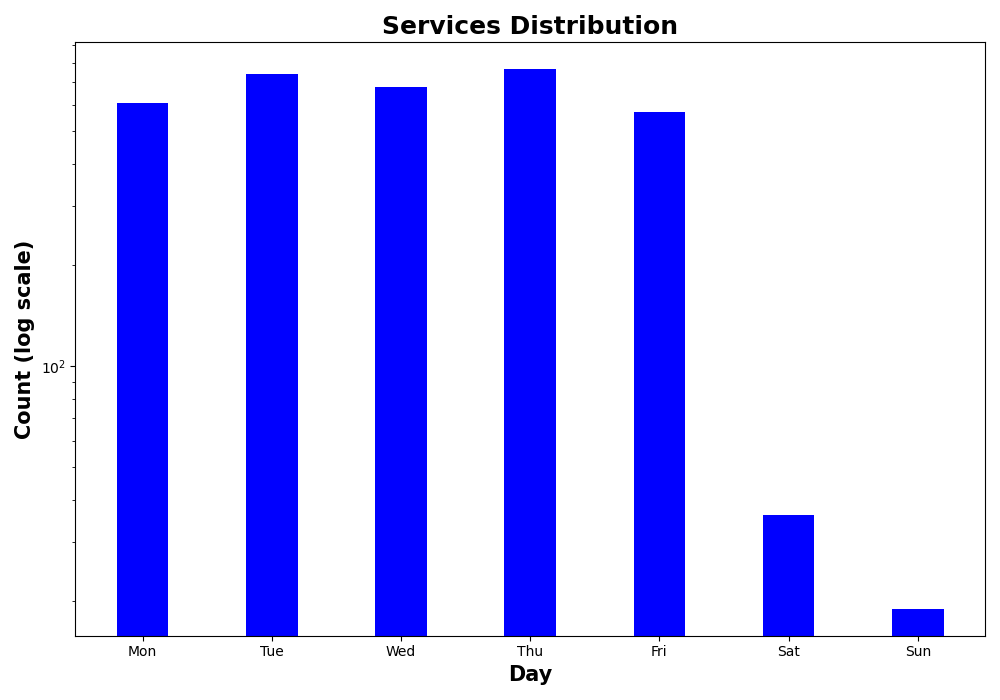 Services Distribution
Count (log scale)
10²
Mon Tue Wed Thu Fri Sat Sun
Day